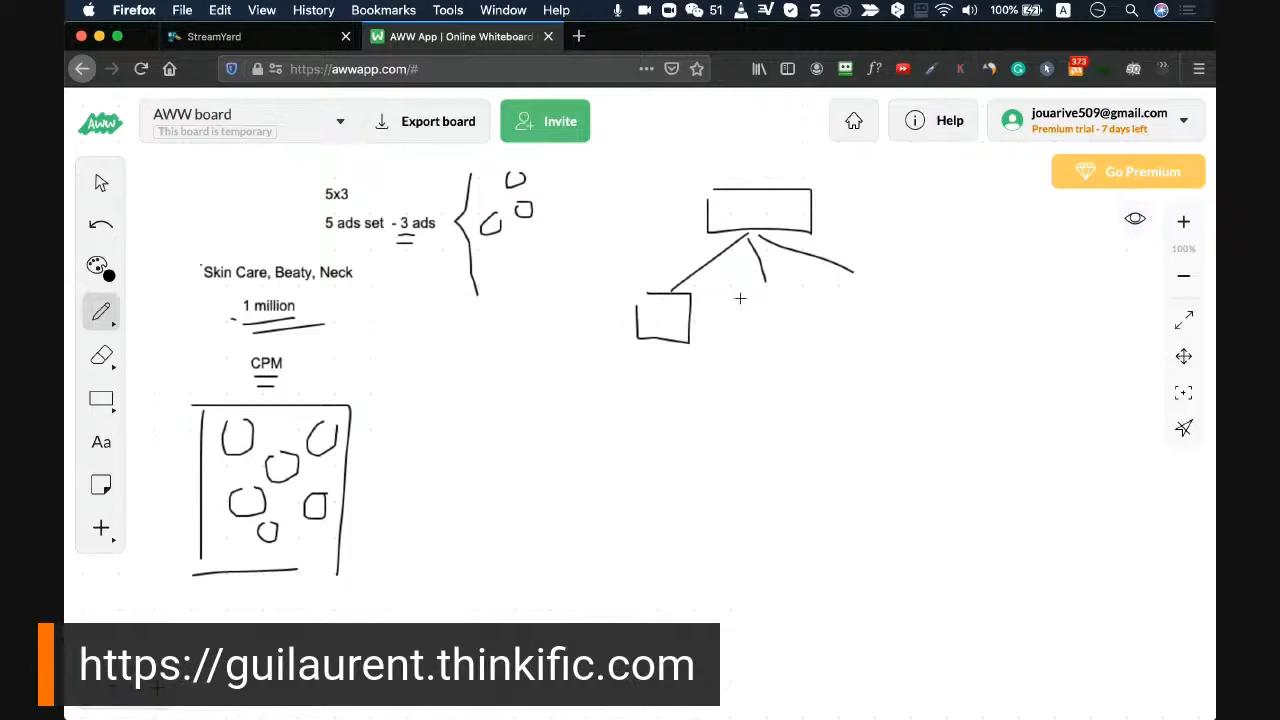 Firefox File Edit View History Bookmarks Tools Window Help 51 100% A
StreamYard
AWW App | Online Whiteboard
https://awwapp.com/#
373
AWW
AWW board
This board is temporary
Export board
Invite
Help
jouarive509@gmail.com
Premium trial - 7 days left
Go Premium
5x3
5 ads set - 3 ads
Skin Care, Beaty, Neck
1 million
CPM
100%
Aa
https://guilaurent.thinkific.com